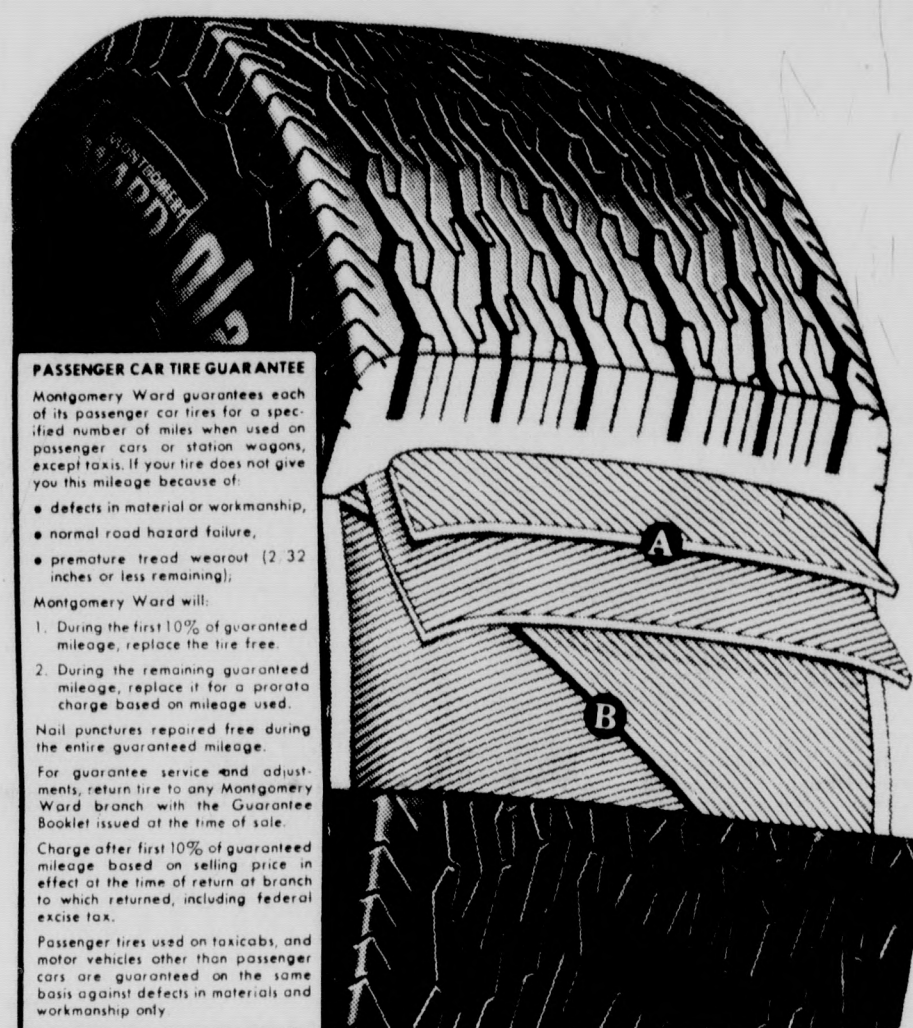 MONTGOMERY
WARD
PASSENGER CAR TIRE GUARANTEE
Montgomery Ward guarantees each
of its passenger car tires for a spec-
ified number of miles when used on
passenger cars or station wagons,
except taxis. If your tire does not give
you this mileage because of:
• defects in material or workmanship,
• normal road hazard failure,
• premature tread wearout (2 32
inches or less remaining);
Montgomery Ward will:
1. During the first 10% of guaranteed
mileage, replace the tire free.
2. During the remaining guaranteed
mileage, replace it for a prorata
charge based on mileage used.
Nail punctures repaired free during
the entire guaranteed mileage.
For guarantee service and adjust-
ments, return tire to any Montgomery
Ward branch with the Guarantee
Booklet issued at the time of sale.
Charge after first 10% of guaranteed
mileage based on selling price in
effect at the time of return at branch
to which returned, including federal
excise tax.
Passenger tires used on taxicabs, and
motor vehicles other than passenger
cars are guaranteed on the same
basis against defects in materials and
workmanship only.
A
B